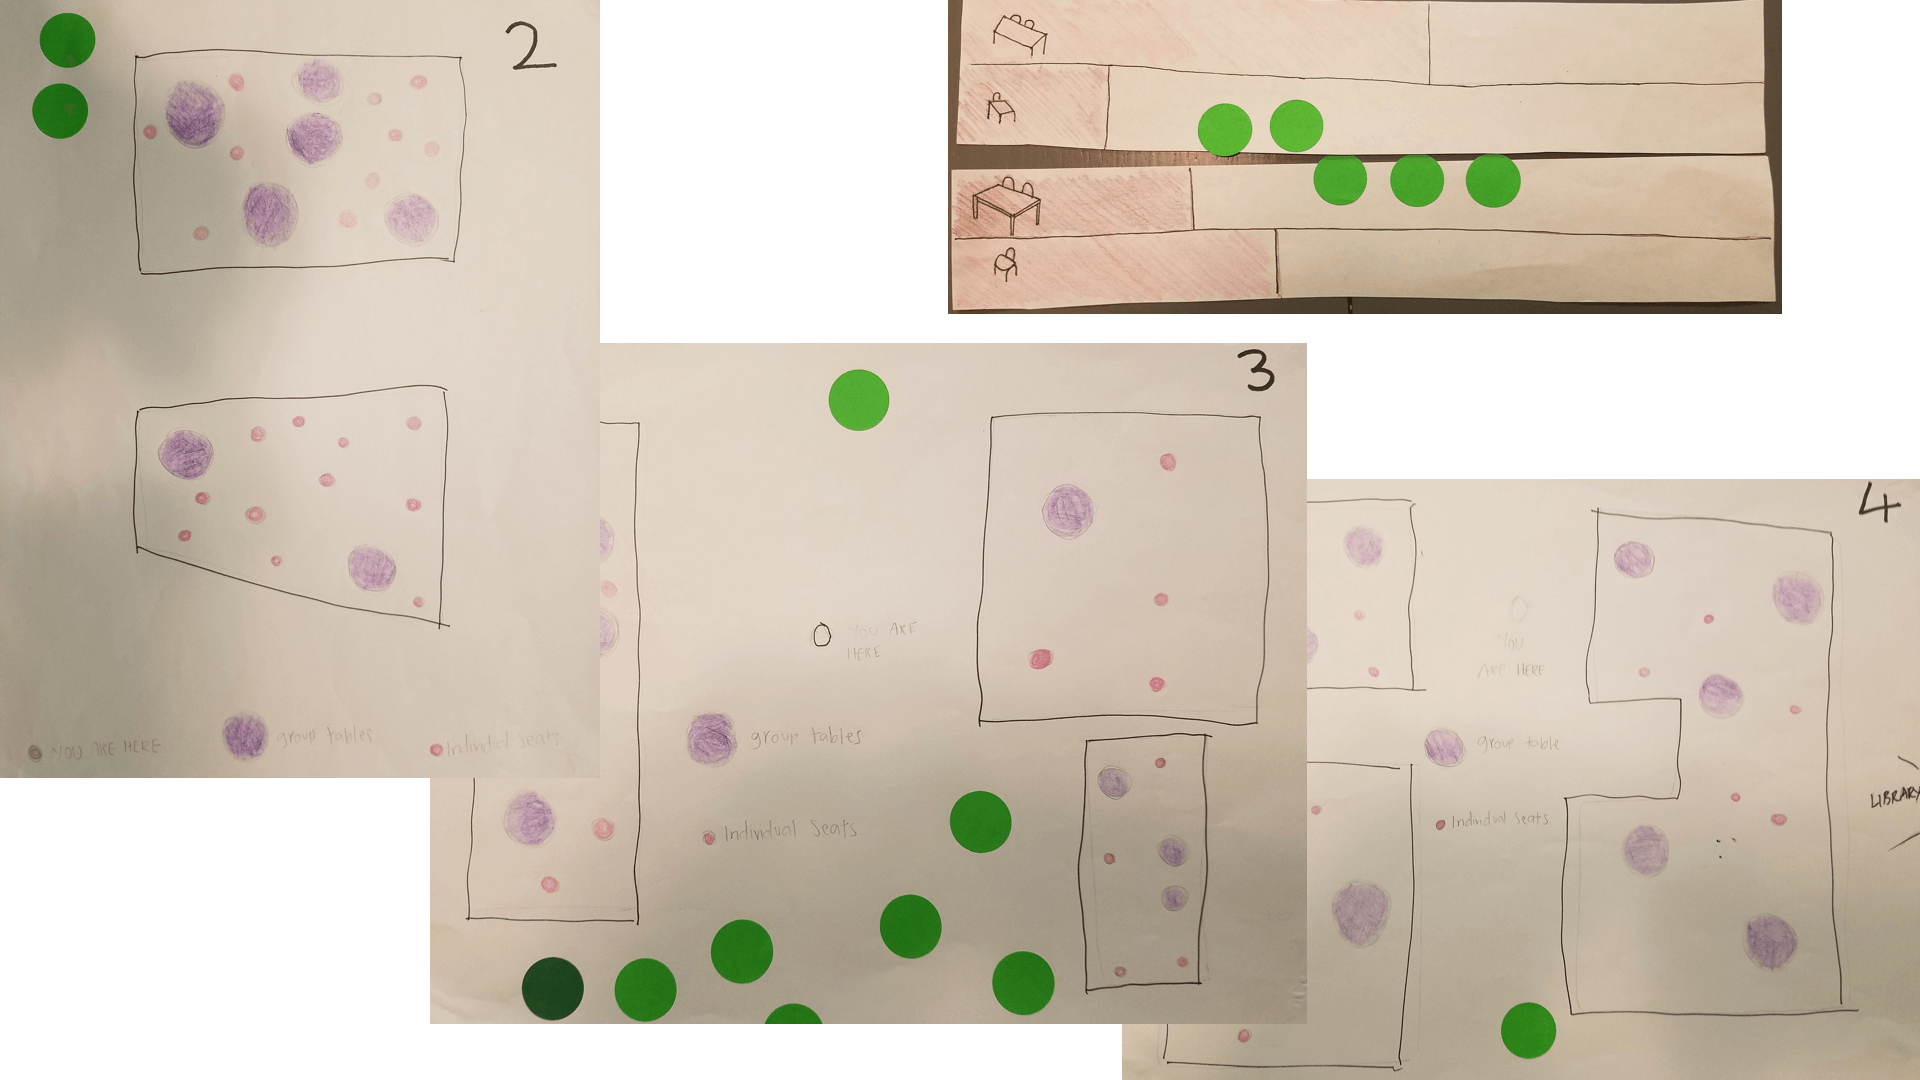 2
YOU ARE HERE
group tables
Individual Seats
3
YOU ARE
HERE
group tables
Individual Seats
4
YOU
ARE HERE
group table
Individual Seats
LIBRARY